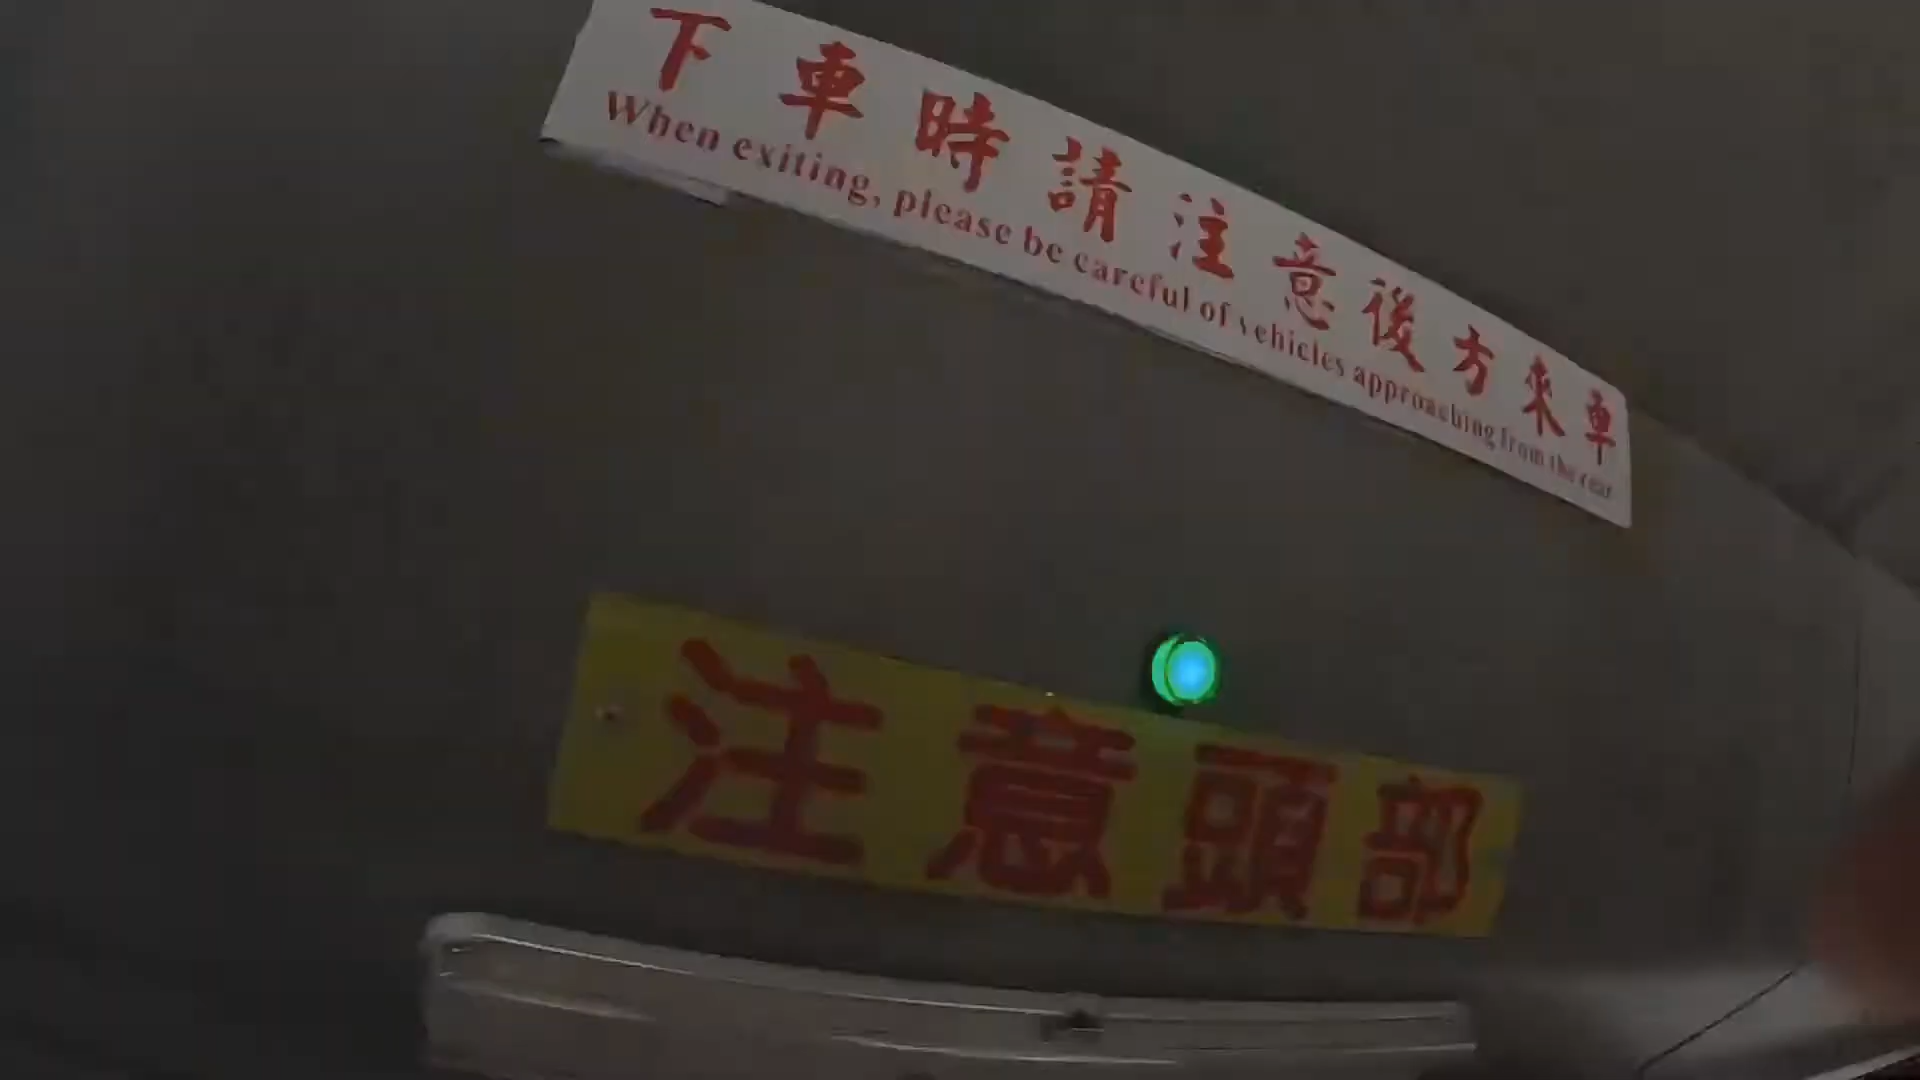 下車時請注意後方來車
When exiting, please be careful of vehicles approaching from the rear
注意頭部